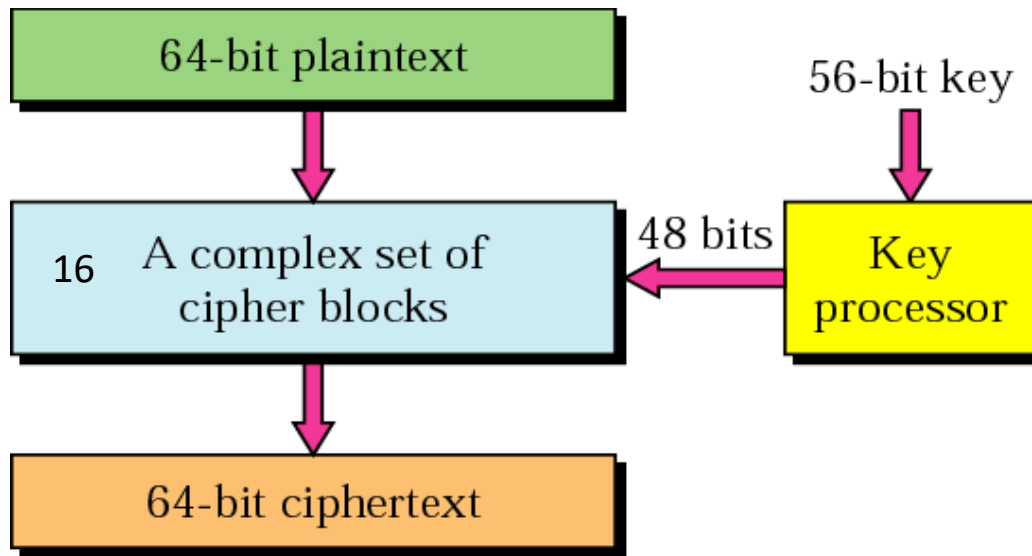 64-bit plaintext
56-bit key
16 A complex set of
cipher blocks
48 bits
Key
processor
64-bit ciphertext